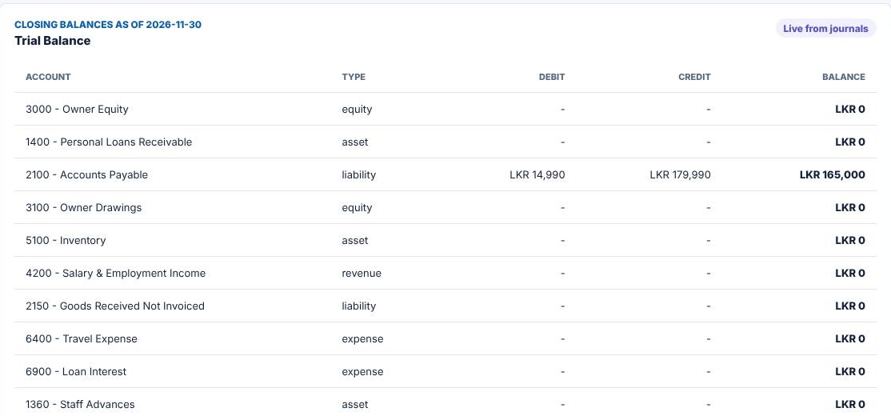 CLOSING BALANCES AS OF 2026-11-30
Trial Balance
Live from journals
ACCOUNT TYPE DEBIT CREDIT BALANCE
3000 - Owner Equity equity - - LKR 0
1400 - Personal Loans Receivable asset - - LKR 0
2100 - Accounts Payable liability LKR 14,990 LKR 179,990 LKR 165,000
3100 - Owner Drawings equity - - LKR 0
5100 - Inventory asset - - LKR 0
4200 - Salary & Employment Income revenue - - LKR 0
2150 - Goods Received Not Invoiced liability - - LKR 0
6400 - Travel Expense expense - - LKR 0
6900 - Loan Interest expense - - LKR 0
1360 - Staff Advances asset - - LKR 0